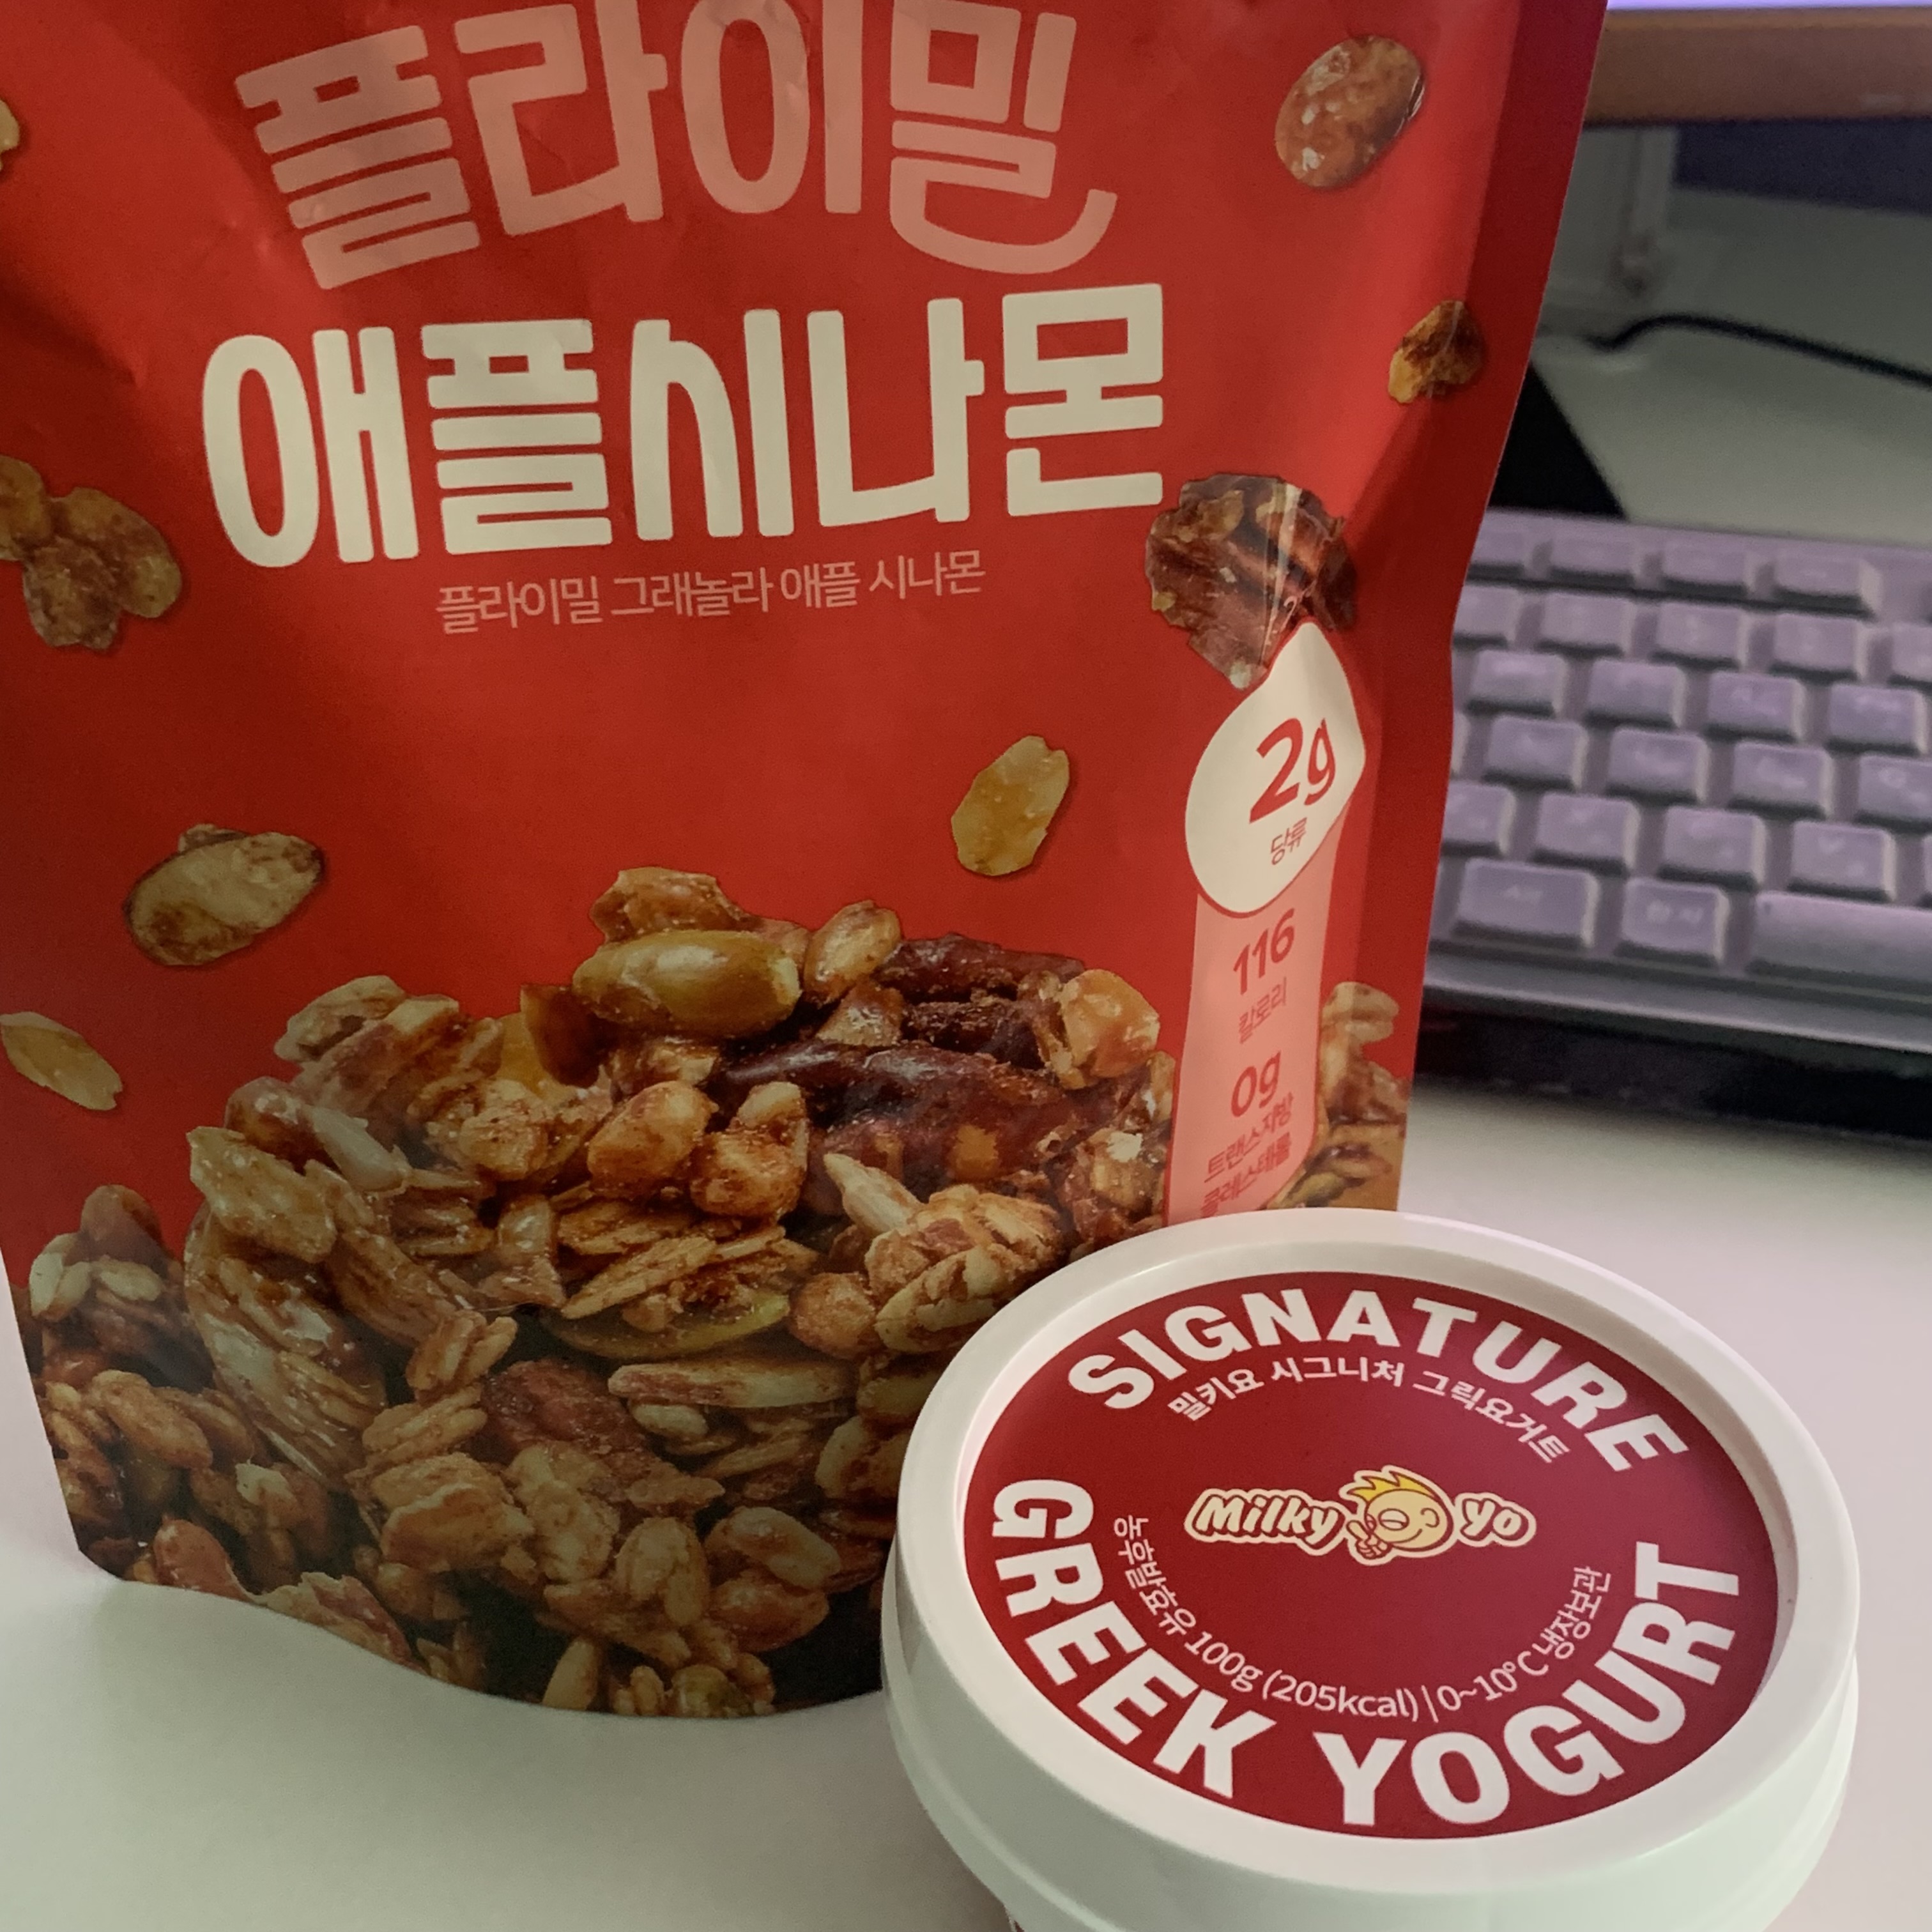 플라이밀
애플시나몬
플라이밀 그래놀라 애플 시나몬
2g
당류
116
칼로리
0g
트랜스지방
콜레스테롤
SIGNATURE
밀키요 시그니처 그릭요거트
Milky yo
농후발효유 100g (205kcal) | 0~10°C 냉장보관
GREEK YOGURT